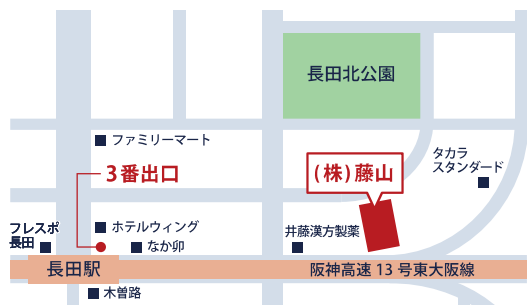 長田北公園
ファミリーマート
タカラ
スタンダード
3番出口
(株)藤山
フレスポ
長田
ホテルウィング
なか卯
井藤漢方製薬
長田駅
阪神高速13号東大阪線
木曽路